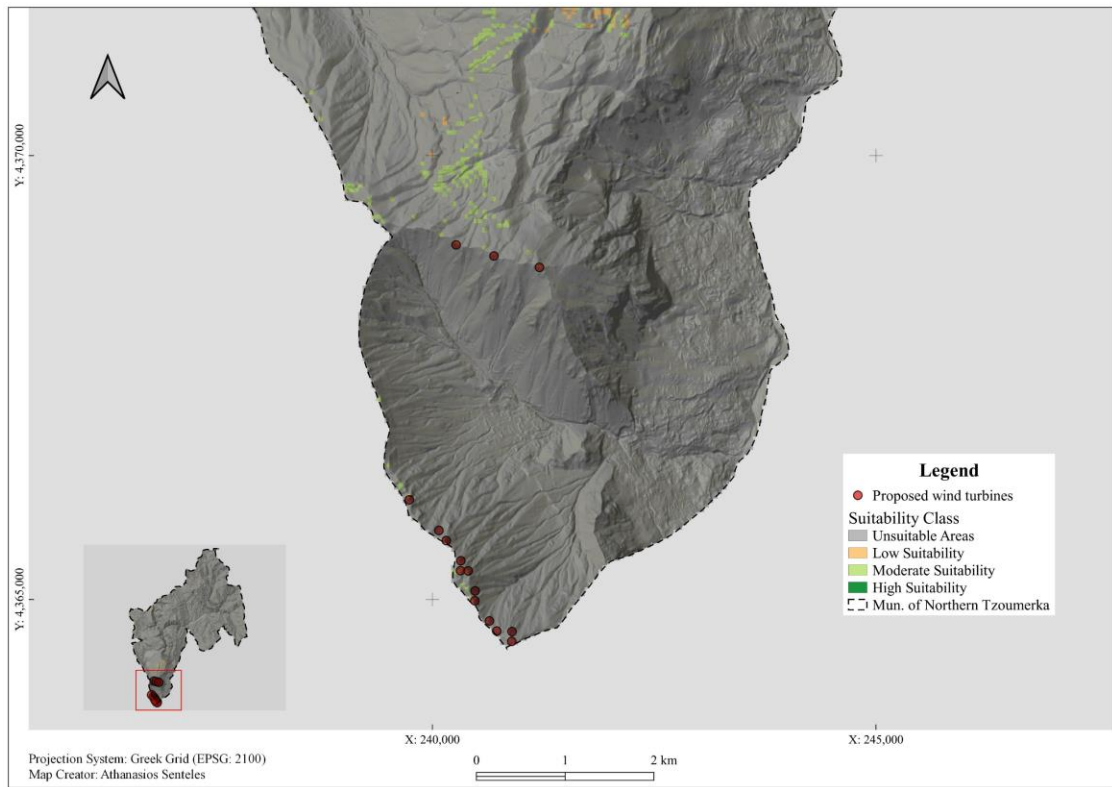 Y: 4,370,000
Legend
Proposed wind turbines
Suitability Class
Unsuitable Areas
Low Suitability
Moderate Suitability
High Suitability
Mun. of Northern Tzoumerka
Y: 4,365,000
X: 240,000
X: 245,000
Projection System: Greek Grid (EPSG: 2100)
Map Creator: Athanasios Senteles
0 1 2 km